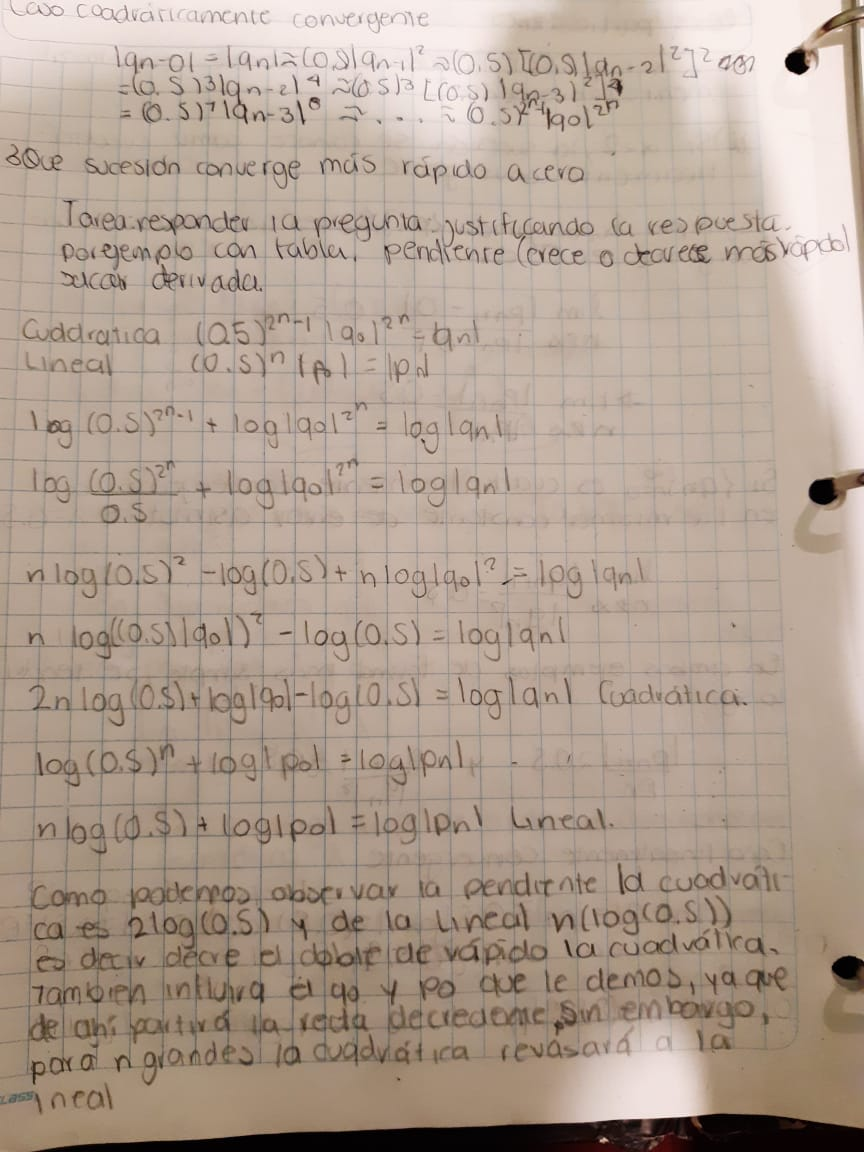 Caso cuadráticamente convergente
|qn-0| = |qn| ≈ (0.5)|qn-1|² ≈ (0.5)[(0.5)|qn-2|²]²
= (0.5)³|qn-2|⁴ ≈ (0.5)³[(0.5)|qn-3|²]⁴
= (0.5)⁷|qn-3|⁸ ≈ . . . ≈ (0.5)^{2^n-1}|q0|^{2^n}
Que sucesión converge más rápido a cero
Tarea: responder la pregunta justificando la respuesta.
por ejemplo con tabla, pendiente (crece o decrece más rápido)
sacar derivada.
Cuadratica (0.5)^{2n-1} |q0|^{2n} = |qn|
Lineal (0.5)^n |p0| = |pn|
log (0.5)^{2n-1} + log|q0|^{2n} = log|qn|
log (0.5)^{2n}/0.5 + log|q0|^{2n} = log|qn|
n log(0.5)² - log(0.5) + n log|q0|² = log|qn|
n log((0.5)|q0|)² - log(0.5) = log|qn|
2n log(0.5) + log|q0| - log(0.5) = log|qn| Cuadrática.
log(0.5)^n + log|p0| = log|pn|
n log(0.5) + log|p0| = log|pn| Lineal.
Como podemos observar la pendiente la cuadráti-
ca es 2log(0.5) y de la lineal n(log(0.5))
es decir decre el doble de rápido la cuadrática.
Tambien influira el q0 y p0 que le demos, ya que
de ahí partirá la recta decredeme, sin embargo,
para n grandes la cuadrática revasará a la
lineal